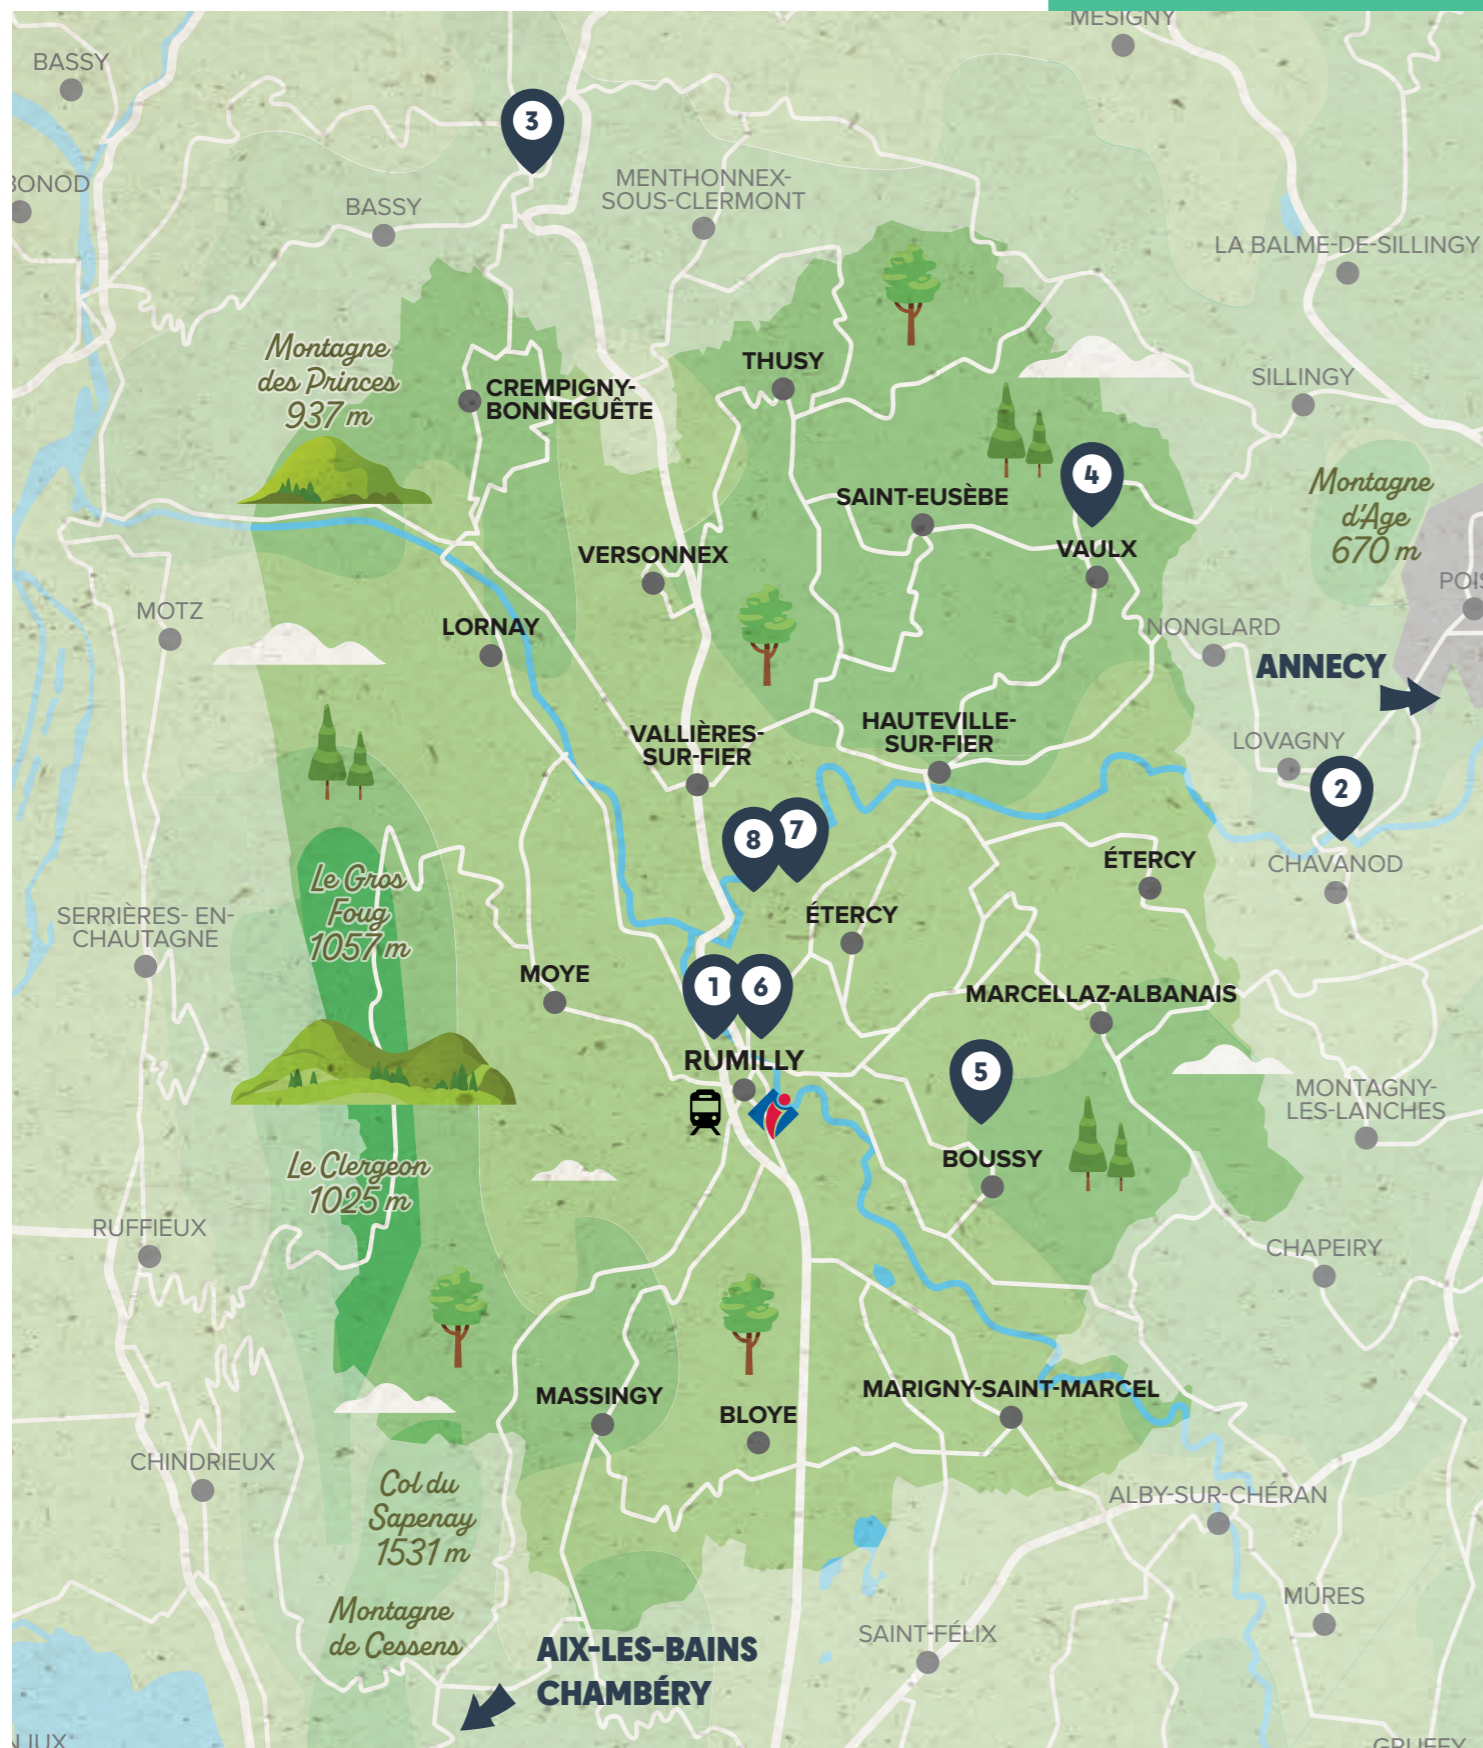 MÉSIGNY
BASSY
3
BONOD
BASSY
MENTHONNEX-
SOUS-CLERMONT
LA BALME-DE-SILLINGY
Montagne
des Princes
937 m
THUSY
CREMPIGNY-
BONNEGUÊTE
SILLINGY
4
SAINT-EUSÈBE
Montagne
d'Age
670 m
VERSONNEX
VAULX
POIS
MOTZ
LORNAY
NONGLARD
ANNECY
VALLIÈRES-
SUR-FIER
HAUTEVILLE-
SUR-FIER
LOVAGNY
2
8
7
ÉTERCY
CHAVANOD
Le Gros
Foug
1057 m
SERRIÈRES- EN-
CHAUTAGNE
ÉTERCY
MOYE
1
6
MARCELLAZ-ALBANAIS
RUMILLY
5
MONTAGNY-
LES-LANCHES
BOUSSY
Le Clergeon
1025 m
RUFFIEUX
CHAPEIRY
MASSINGY
BLOYE
MARIGNY-SAINT-MARCEL
CHINDRIEUX
Col du
Sapenay
1531 m
ALBY-SUR-CHÉRAN
Montagne
de Cessens
MÛRES
SAINT-FÉLIX
AIX-LES-BAINS
CHAMBÉRY
GRUFFY